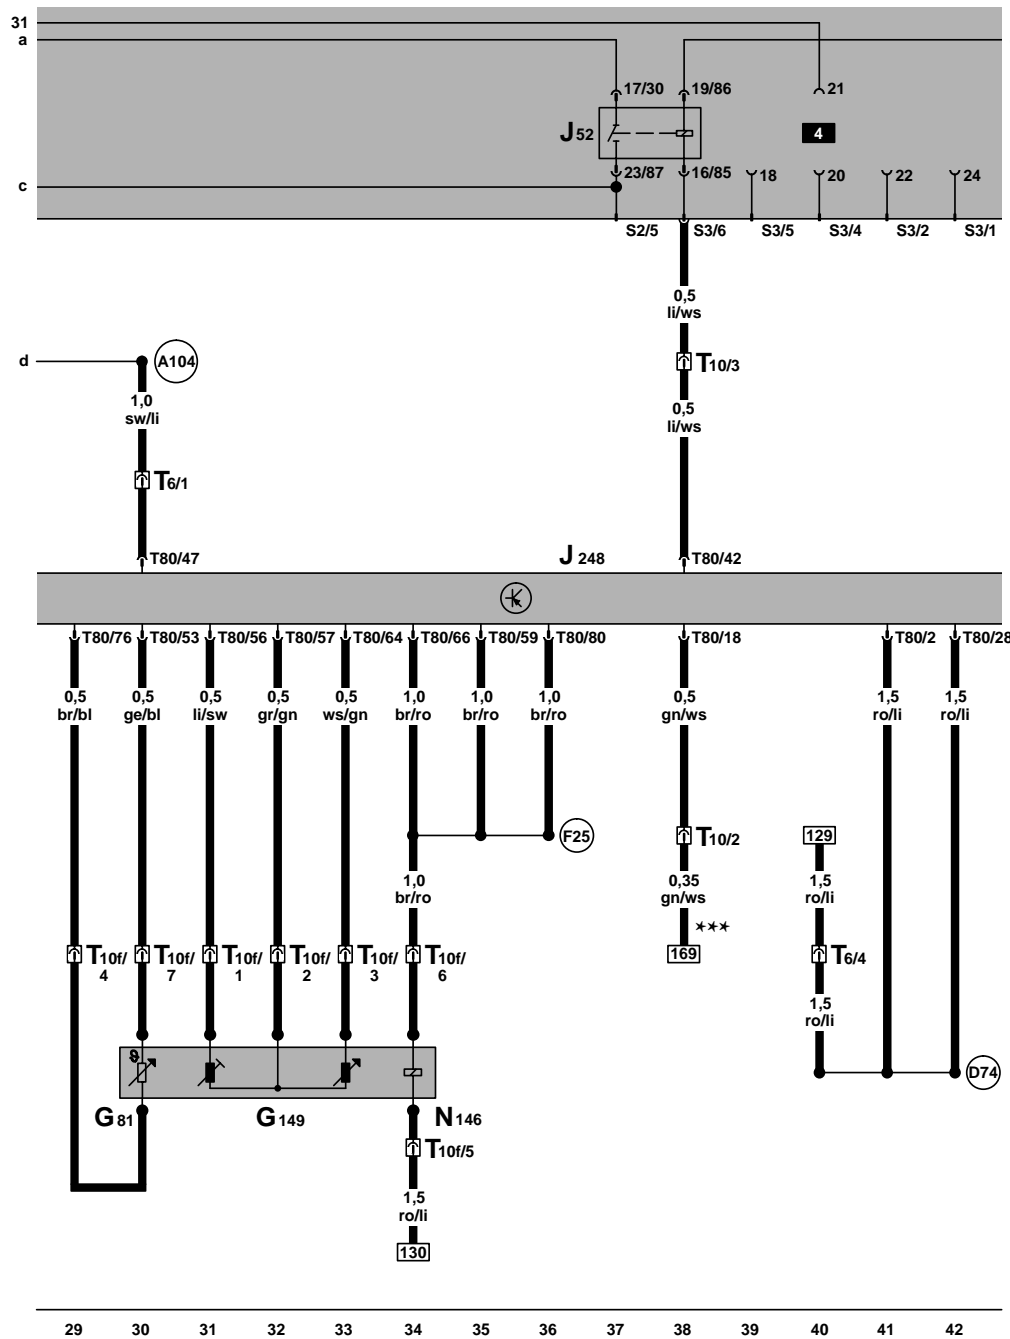 31
a
17/30 19/86 21
J52 4
c 23/87 16/85 18 20 22 24
S2/5 S3/6 S3/5 S3/4 S3/2 S3/1
0,5
li/ws
d A104 T10/3
1,0
sw/li
0,5
li/ws
T6/1
T80/47 J 248 T80/42
T80/76 T80/53 T80/56 T80/57 T80/64 T80/66 T80/59 T80/80 T80/18 T80/2 T80/28
0,5 0,5 0,5 0,5 0,5 1,0 1,0 1,0 0,5 1,5 1,5
br/bl ge/bl li/sw gr/gn ws/gn br/ro br/ro br/ro gn/ws ro/li ro/li
F25 T10/2 129
1,0 0,35 1,5
br/ro gn/ws ro/li
★★★
T10f/ T10f/ T10f/ T10f/ T10f/ T10f/ 169 T6/4
4 7 1 2 3 6
1,5
ro/li
ϑ D74
G81 G149 N146
T10f/5
1,5
ro/li
130
29 30 31 32 33 34 35 36 37 38 39 40 41 42